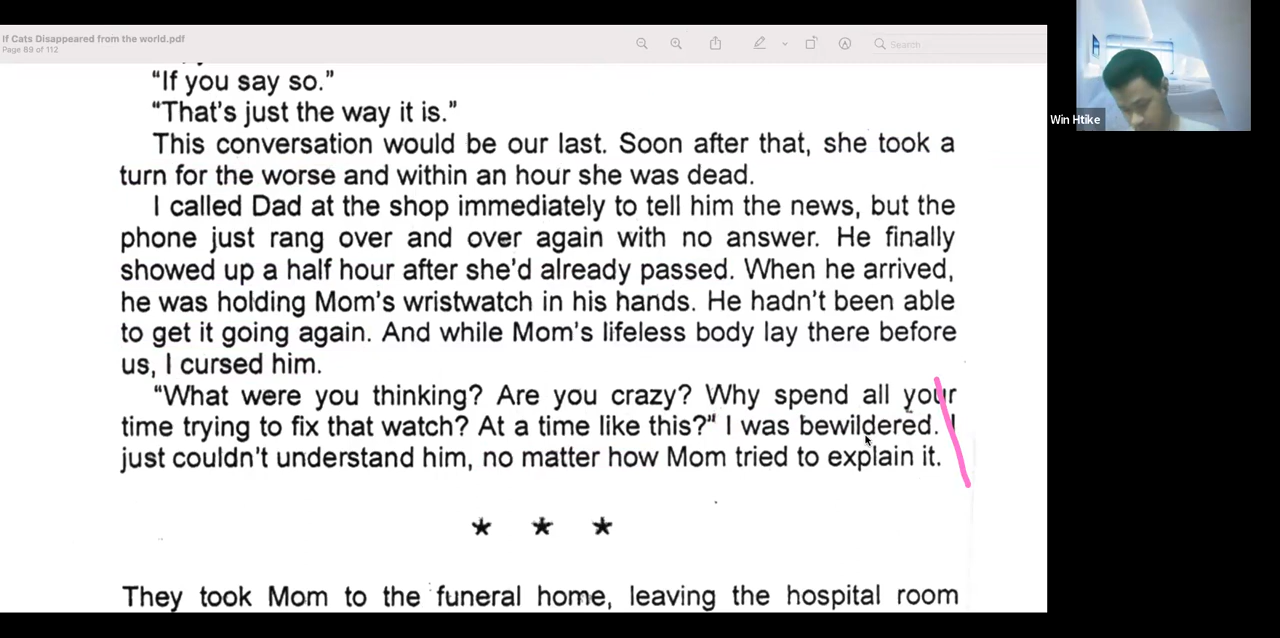 If Cats Disappeared from the world.pdf
Page 89 of 112
Search
Win Htike
“If you say so.”
“That’s just the way it is.”
This conversation would be our last. Soon after that, she took a
turn for the worse and within an hour she was dead.
I called Dad at the shop immediately to tell him the news, but the
phone just rang over and over again with no answer. He finally
showed up a half hour after she’d already passed. When he arrived,
he was holding Mom’s wristwatch in his hands. He hadn’t been able
to get it going again. And while Mom’s lifeless body lay there before
us, I cursed him.
“What were you thinking? Are you crazy? Why spend all your
time trying to fix that watch? At a time like this?” I was bewildered. I
just couldn’t understand him, no matter how Mom tried to explain it.
★ ★ ★
They took Mom to the funeral home, leaving the hospital room